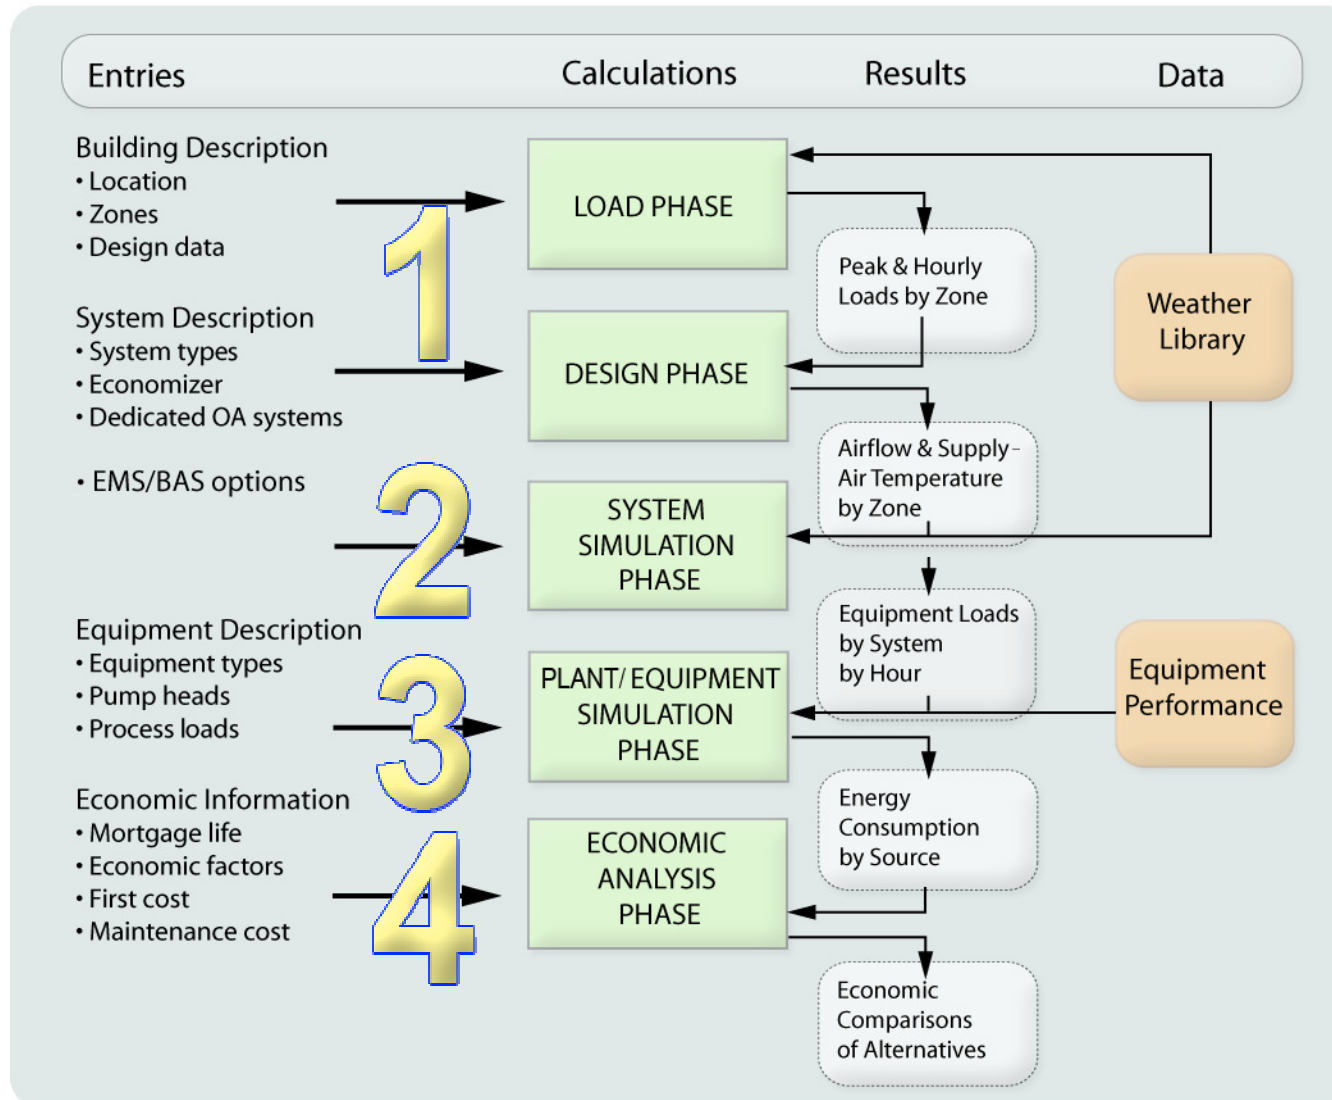 Entries
Calculations
Results
Data
Building Description
• Location
• Zones
• Design data
System Description
• System types
• Economizer
• Dedicated OA systems
• EMS/BAS options
Equipment Description
• Equipment types
• Pump heads
• Process loads
Economic Information
• Mortgage life
• Economic factors
• First cost
• Maintenance cost
1
2
3
4
LOAD PHASE
DESIGN PHASE
SYSTEM
SIMULATION
PHASE
PLANT/EQUIPMENT
SIMULATION
PHASE
ECONOMIC
ANALYSIS
PHASE
Peak & Hourly
Loads by Zone
Airflow & Supply–
Air Temperature
by Zone
Equipment Loads
by System
by Hour
Energy
Consumption
by Source
Economic
Comparisons
of Alternatives
Weather
Library
Equipment
Performance